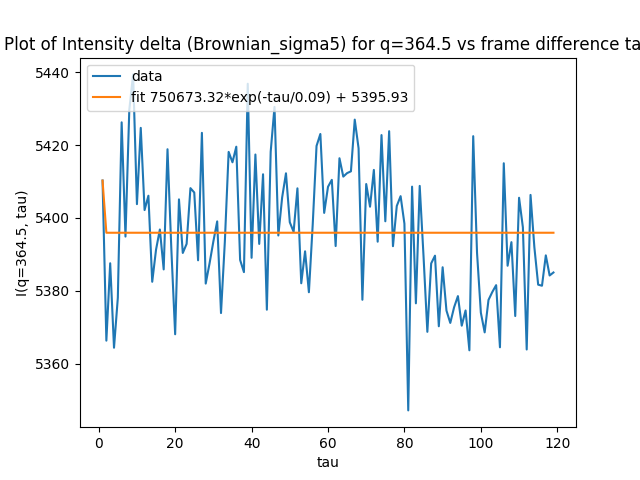 Plot of Intensity delta (Brownian_sigma5) for q=364.5 vs frame difference ta
data
fit 750673.32*exp(-tau/0.09) + 5395.93
I(q=364.5, tau)
5440
5420
5400
5380
5360
0 20 40 60 80 100 120
tau